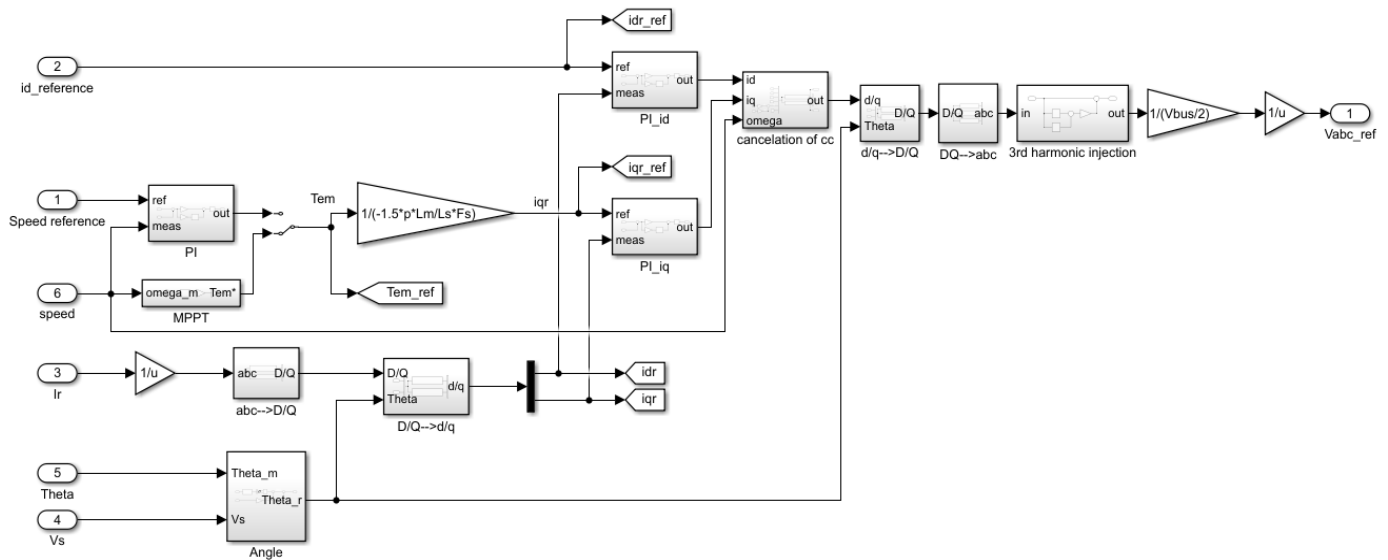 idr_ref
2
id_reference
ref
meas
out
PI_id
id
iq
omega
out
cancelation of cc
d/q
Theta
D/Q
d/q-->D/Q
D/Q
abc
DQ-->abc
in
out
3rd harmonic injection
1/(Vbus/2)
1/u
1
Vabc_ref
iqr_ref
1
Speed reference
ref
meas
out
PI
Tem
1/(-1.5*p*Lm/Ls*Fs)
iqr
ref
meas
out
PI_iq
6
speed
omega_m
Tem*
MPPT
Tem_ref
3
Ir
1/u
abc
D/Q
abc-->D/Q
D/Q
Theta
d/q
D/Q-->d/q
idr
iqr
5
Theta
4
Vs
Theta_m
Vs
Theta_r
Angle